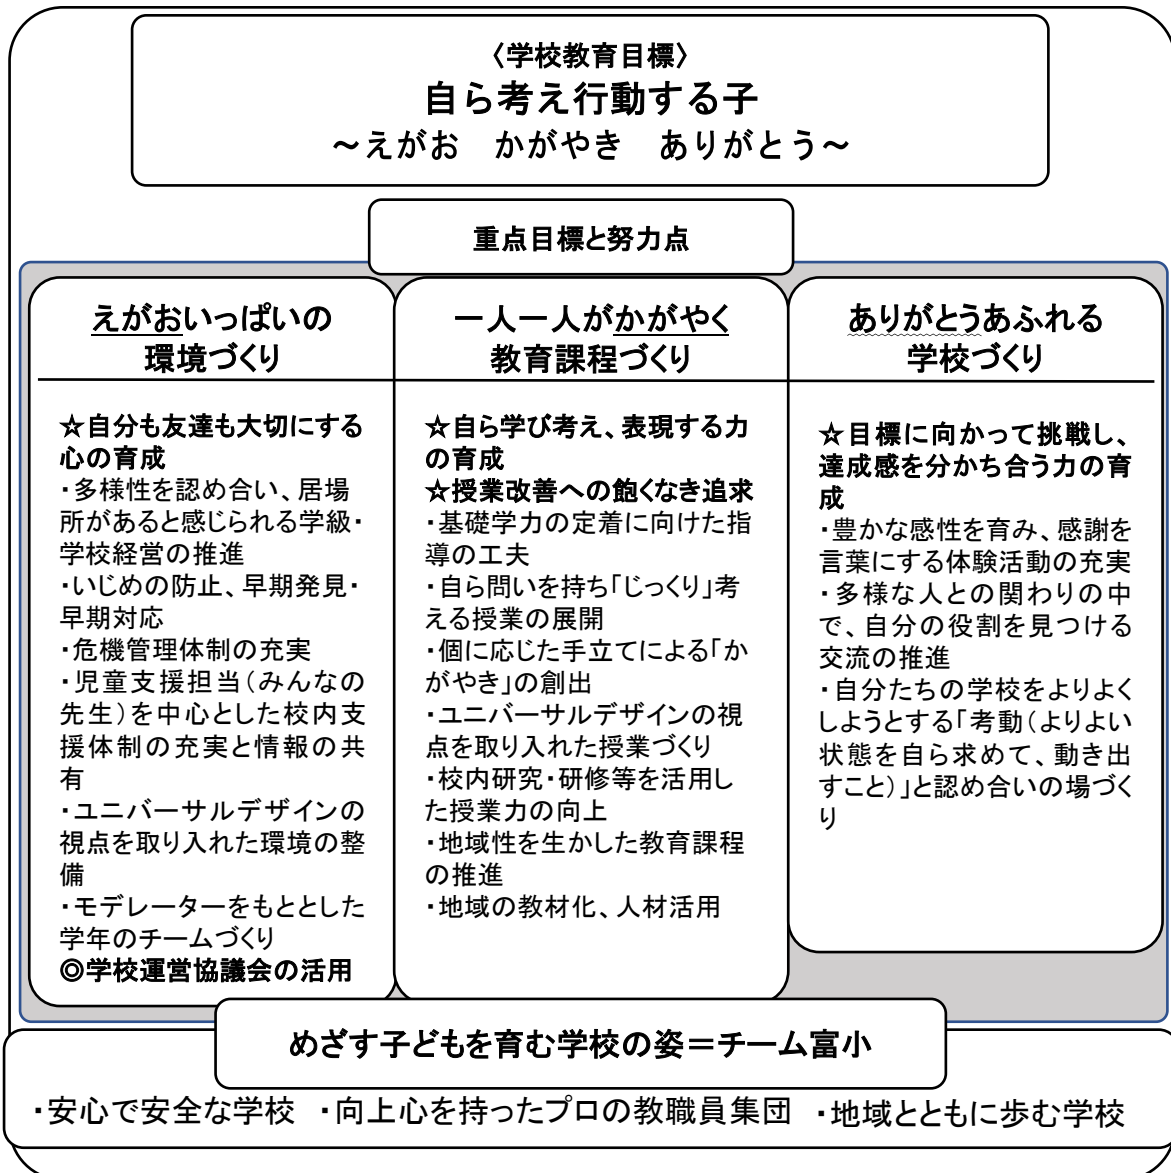 〈学校教育目標〉
自ら考え行動する子
～えがお　かがやき　ありがとう～
重点目標と努力点
えがおいっぱいの
環境づくり
☆自分も友達も大切にする
心の育成
・多様性を認め合い、居場
所があると感じられる学級・
学校経営の推進
・いじめの防止、早期発見・
早期対応
・危機管理体制の充実
・児童支援担当（みんなの
先生）を中心とした校内支
援体制の充実と情報の共
有
・ユニバーサルデザインの
視点を取り入れた環境の整
備
・モデレーターをもととした
学年のチームづくり
◎学校運営協議会の活用
一人一人がかがやく
教育課程づくり
☆自ら学び考え、表現する力
の育成
☆授業改善への飽くなき追求
・基礎学力の定着に向けた指
導の工夫
・自ら問いを持ち「じっくり」考
える授業の展開
・個に応じた手立てによる「か
がやき」の創出
・ユニバーサルデザインの視
点を取り入れた授業づくり
・校内研究・研修等を活用し
た授業力の向上
・地域性を生かした教育課程
の推進
・地域の教材化、人材活用
ありがとうあふれる
学校づくり
☆目標に向かって挑戦し、
達成感を分かち合う力の育
成
・豊かな感性を育み、感謝を
言葉にする体験活動の充実
・多様な人との関わりの中
で、自分の役割を見つける
交流の推進
・自分たちの学校をよりよく
しようとする「考動（よりよい
状態を自ら求めて、動き出
すこと）」と認め合いの場づく
り
めざす子どもを育む学校の姿＝チーム富小
・安心で安全な学校　・向上心を持ったプロの教職員集団　・地域とともに歩む学校